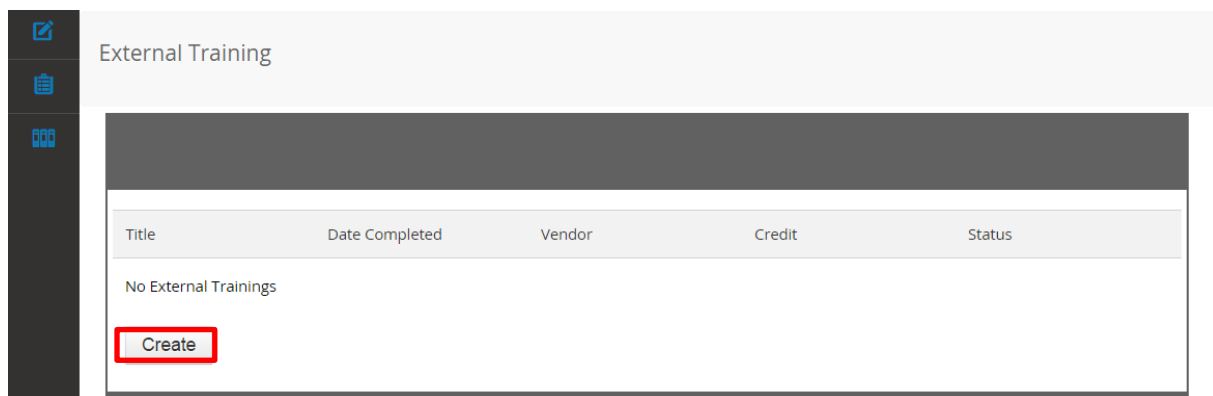 External Training
Title Date Completed Vendor Credit Status
No External Trainings
Create